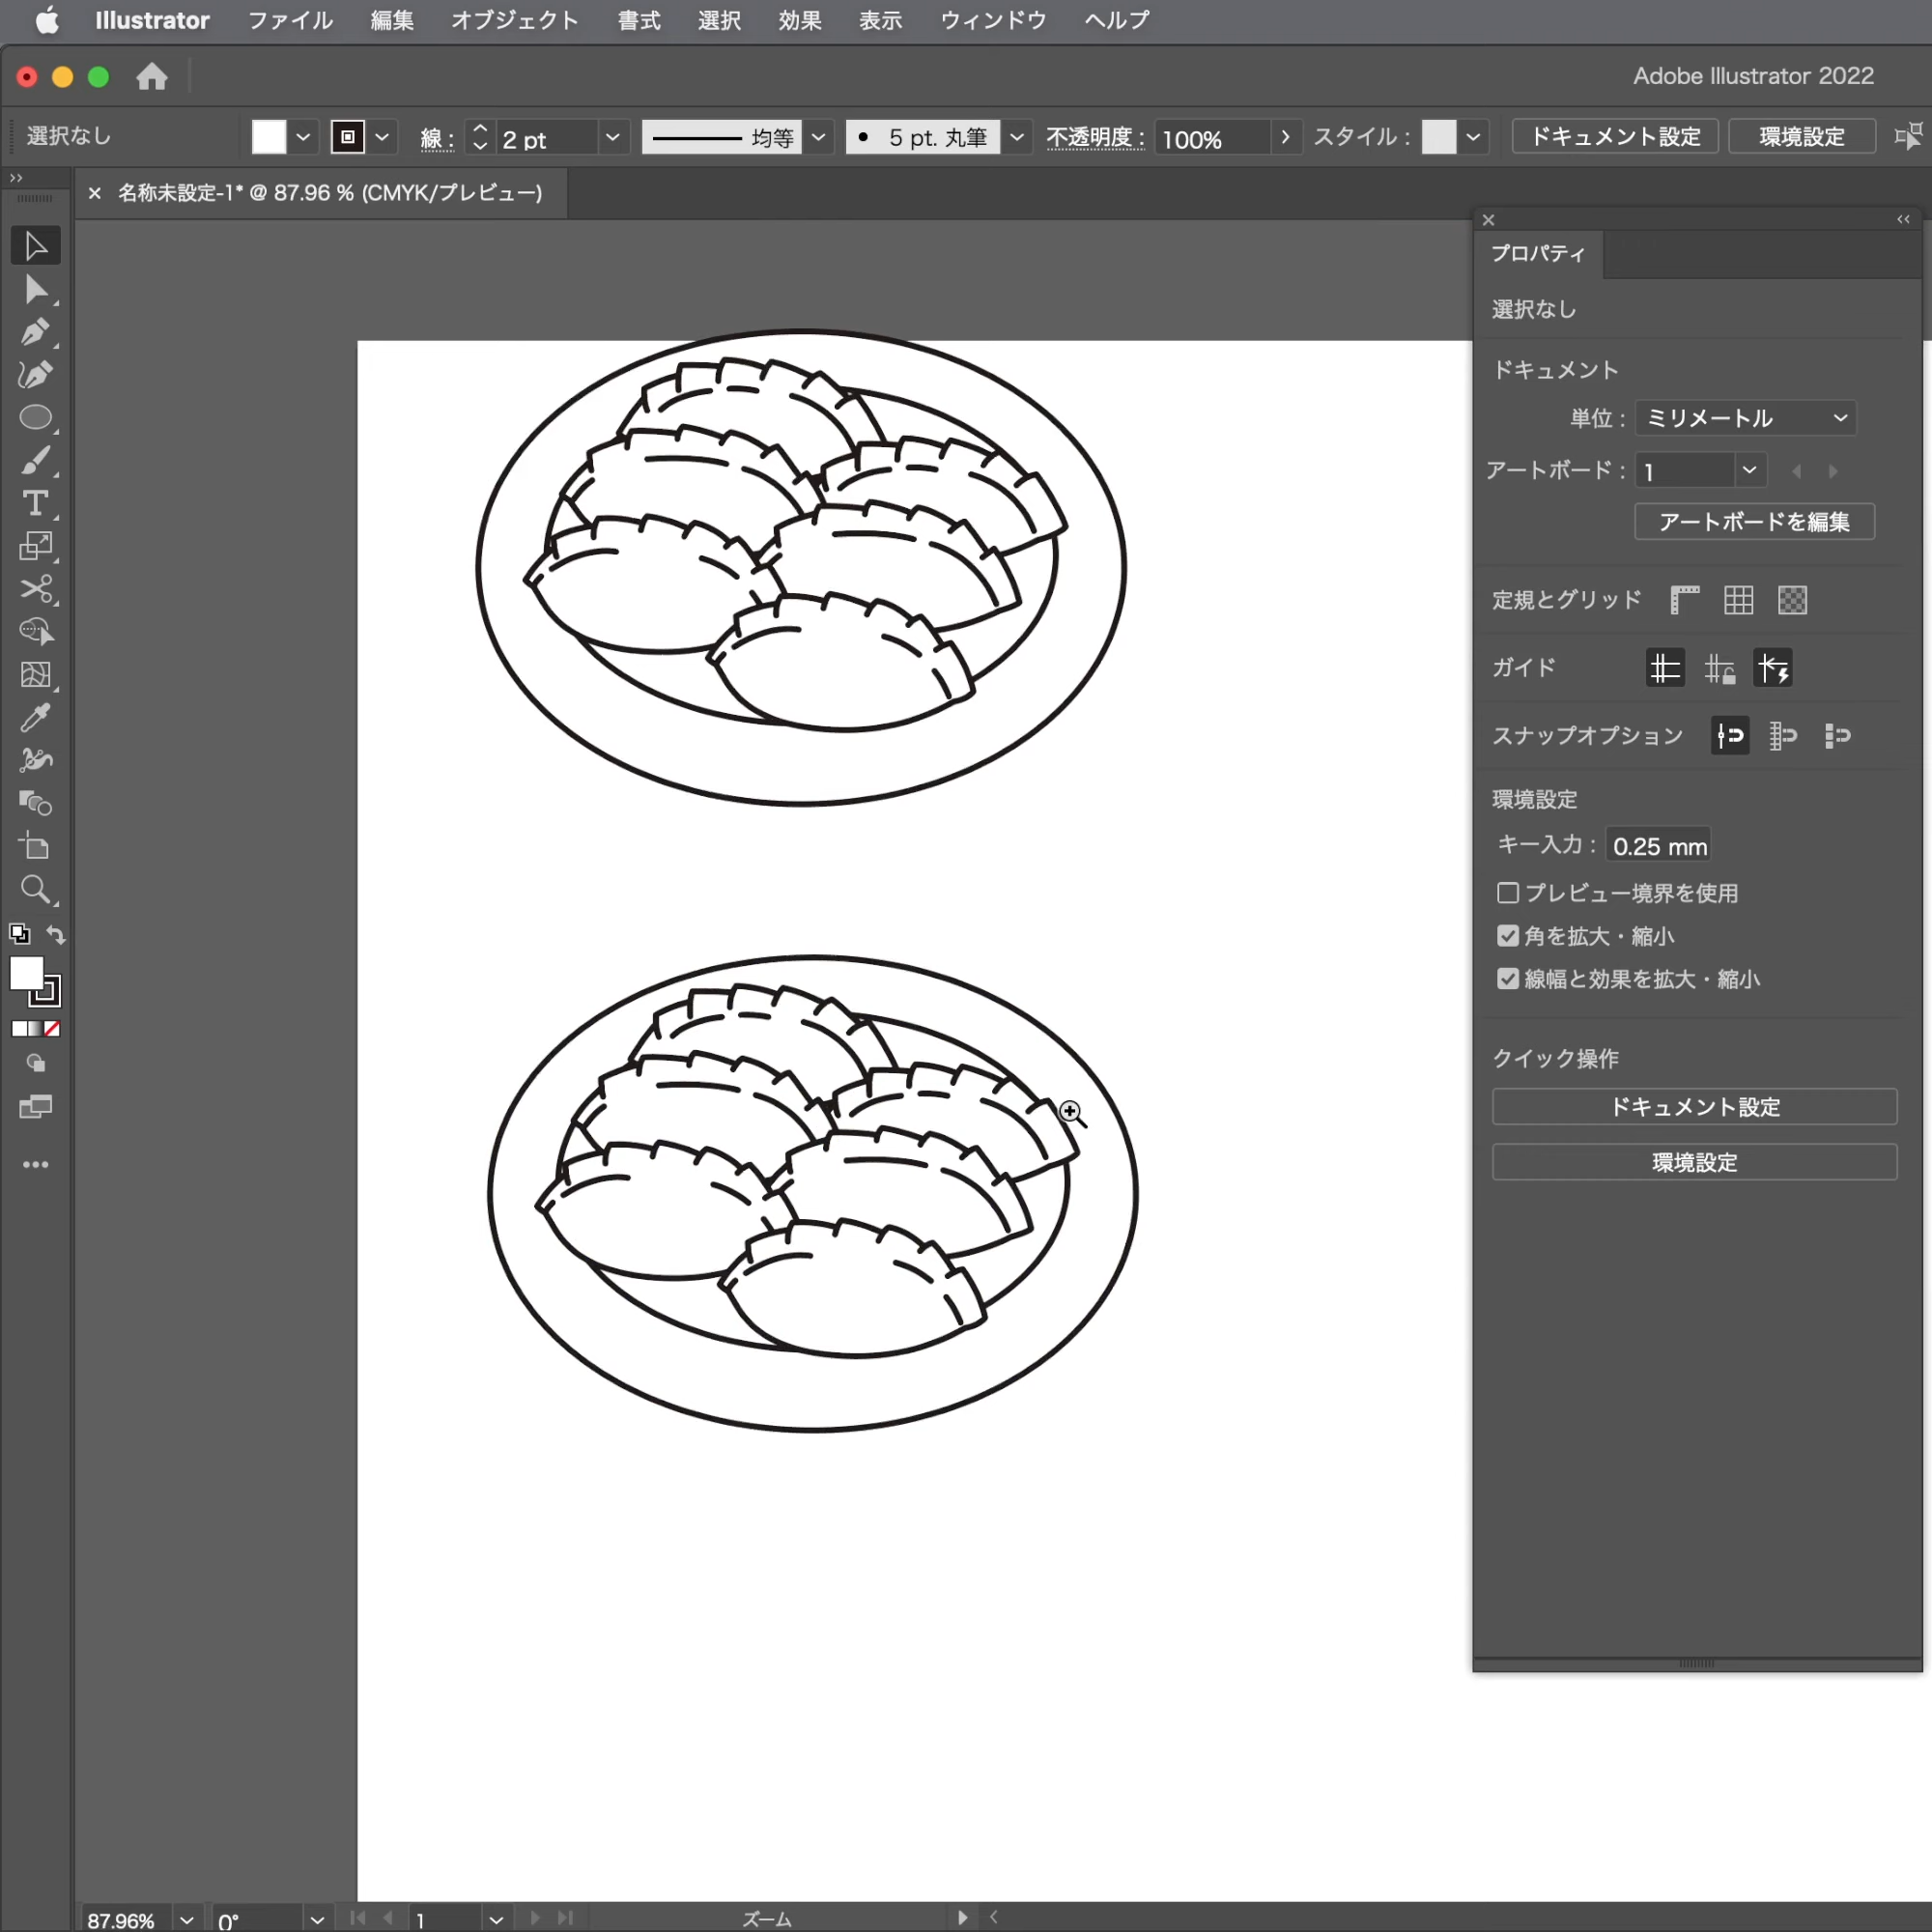 Illustrator ファイル 編集 オブジェクト 書式 選択 効果 表示 ウィンドウ ヘルプ
Adobe Illustrator 2022
選択なし 線 : 2 pt 均等 5 pt. 丸筆 不透明度 : 100% スタイル : ドキュメント設定 環境設定
名称未設定-1* @ 87.96 % (CMYK/プレビュー)
プロパティ
選択なし
ドキュメント
単位 : ミリメートル
アートボード : 1
アートボードを編集
定規とグリッド
ガイド
スナップオプション
環境設定
キー入力 : 0.25 mm
プレビュー境界を使用
角を拡大・縮小
線幅と効果を拡大・縮小
クイック操作
ドキュメント設定
環境設定
87.96% 0° 1 ズーム